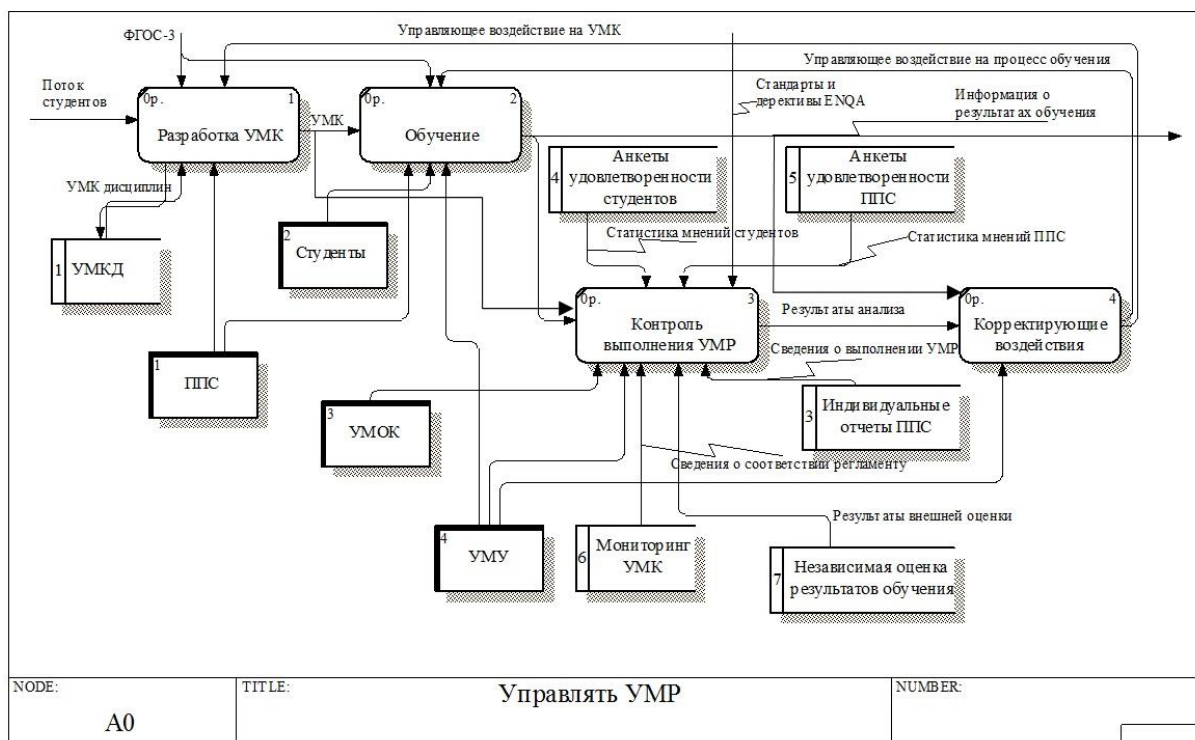 ФГОС-3
Управляющее воздействие на УМК
Управляющее воздействие на процесс обучения
Поток
студентов
0р.
1
Разработка УМК
УМК
0р.
2
Обучение
Стандарты и
дерективы ENQA
Информация о
результатах обучения
УМК дисциплин
4
Анкеты
удовлетворенности
студентов
5
Анкеты
удовлетворенности
ППС
1
УМКД
2
Студенты
Статистика мнений студентов
Статистика мнений ППС
0р.
3
Контроль
выполнения УМР
Результаты анализа
0р.
4
Корректирующие
воздействия
1
ППС
Сведения о выполнении УМР
3
УМОК
3
Индивидуальные
отчеты ППС
Сведения о соответствии регламенту
Результаты внешней оценки
4
УМУ
6
Мониторинг
УМК
7
Независимая оценка
результатов обучения
NODE:
A0
TITLE:
Управлять УМР
NUMBER: